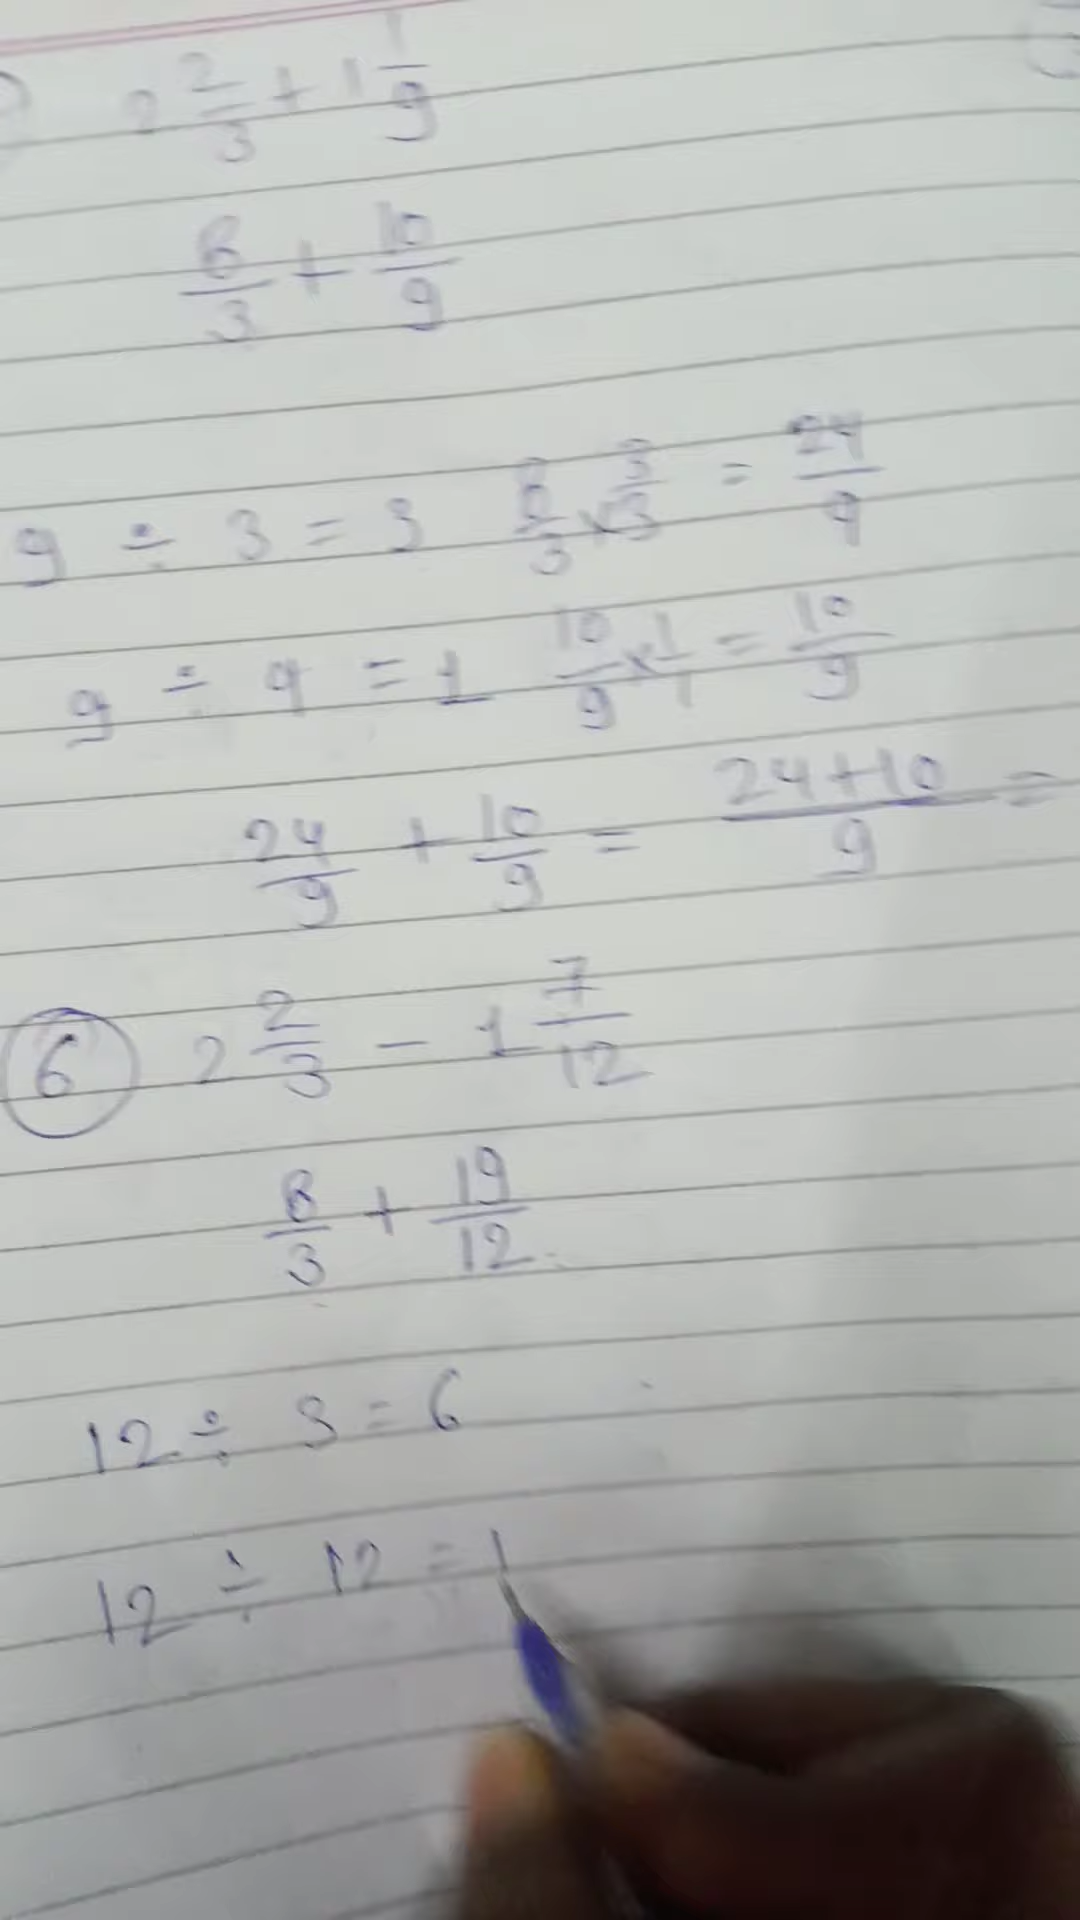 2 2/3 + 1 1/9
8/3 + 10/9
9 ÷ 3 = 3 8/3 × 3/3 = 24/9
9 ÷ 9 = 1 10/9 × 1/1 = 10/9
24/9 + 10/9 = 24+10/9 =
6 2 2/3 - 1 7/12
8/3 + 19/12
12 ÷ 3 = 6
12 ÷ 12 = 1